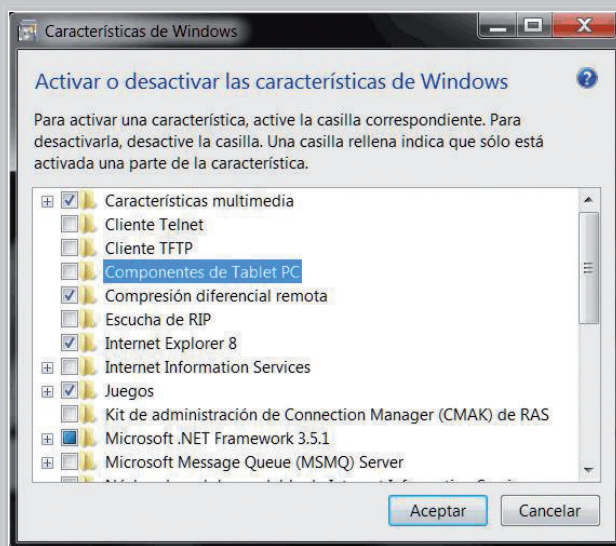 Características de Windows
Activar o desactivar las características de Windows
Para activar una característica, active la casilla correspondiente. Para
desactivarla, desactive la casilla. Una casilla rellena indica que sólo está
activada una parte de la característica.
Características multimedia
Cliente Telnet
Cliente TFTP
Componentes de Tablet PC
Compresión diferencial remota
Escucha de RIP
Internet Explorer 8
Internet Information Services
Juegos
Kit de administración de Connection Manager (CMAK) de RAS
Microsoft .NET Framework 3.5.1
Microsoft Message Queue (MSMQ) Server
Aceptar
Cancelar